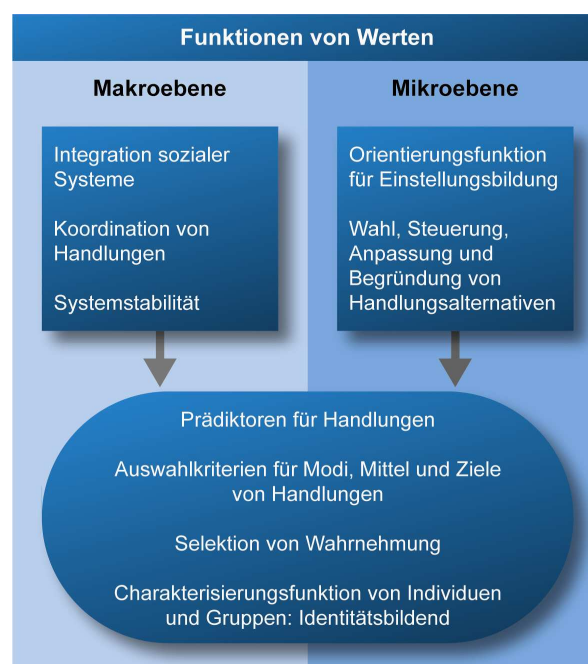 Funktionen von Werten
Makroebene
Mikroebene
Integration sozialer
Systeme
Koordination von
Handlungen
Systemstabilität
Orientierungsfunktion
für Einstellungsbildung
Wahl, Steuerung,
Anpassung und
Begründung von
Handlungsalternativen
Prädiktoren für Handlungen
Auswahlkriterien für Modi, Mittel und Ziele
von Handlungen
Selektion von Wahrnehmung
Charakterisierungsfunktion von Individuen
und Gruppen: Identitätsbildend